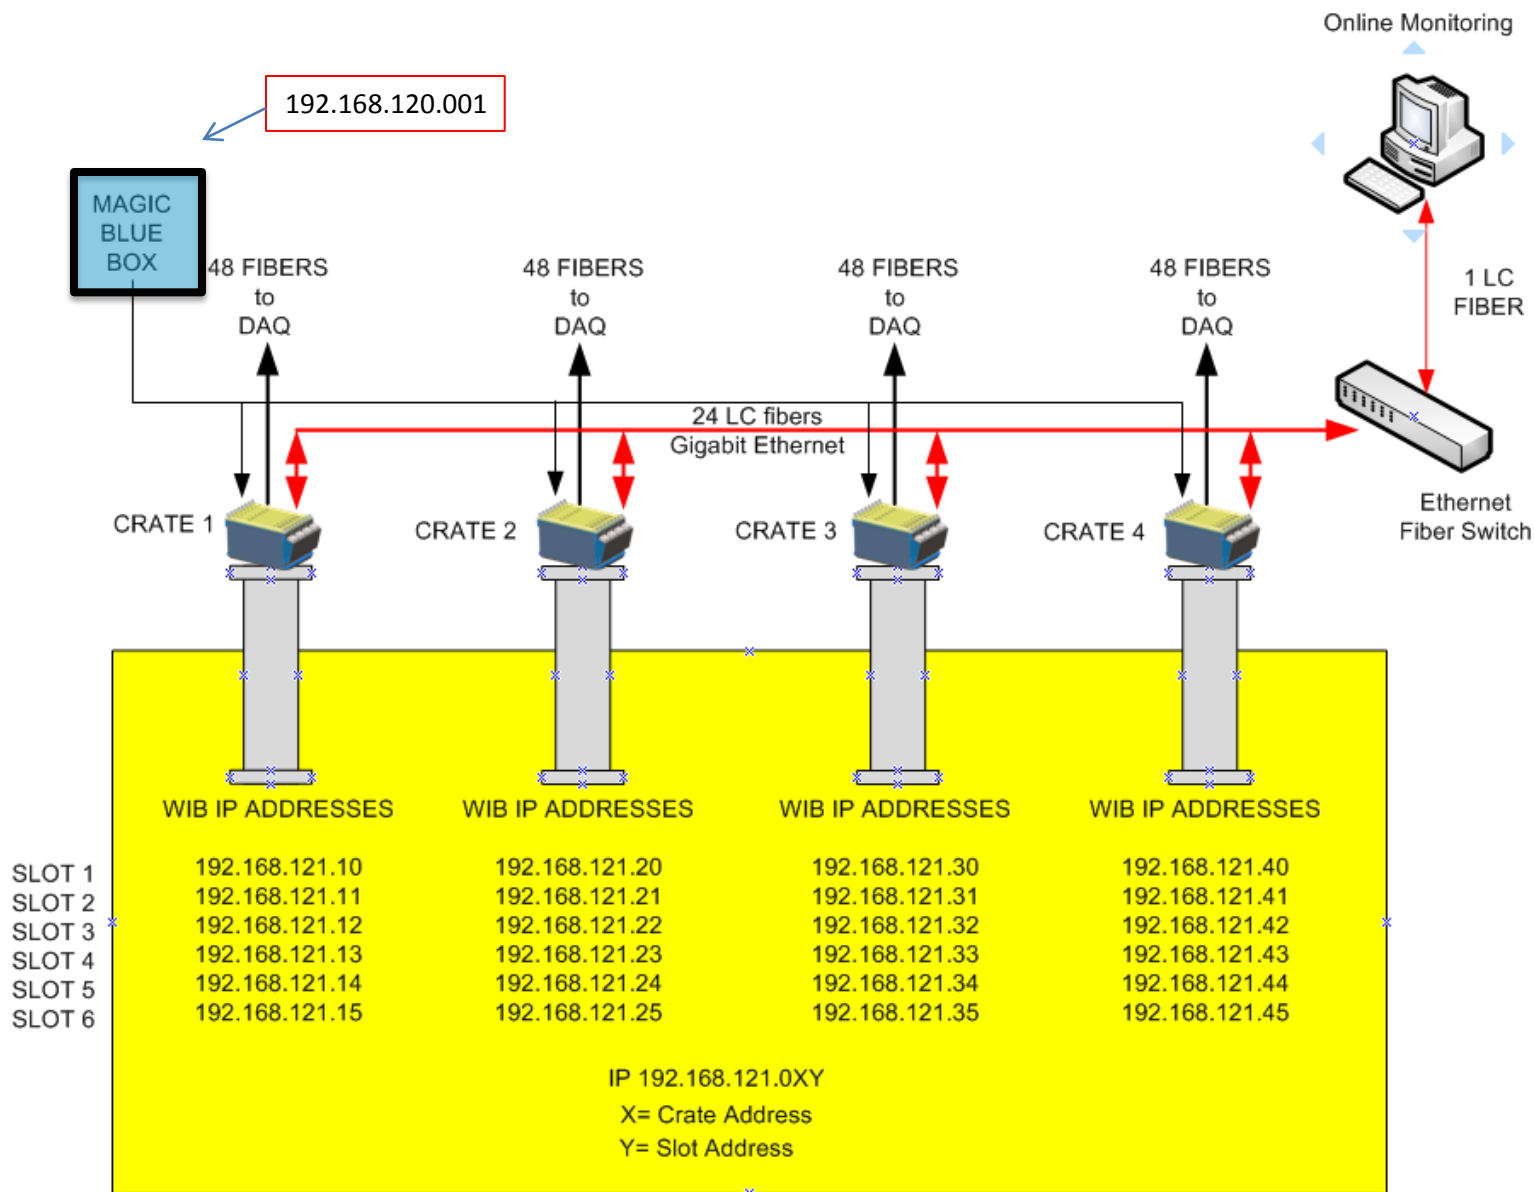 Online Monitoring
192.168.120.001
MAGIC
BLUE
BOX
48 FIBERS
to
DAQ
48 FIBERS
to
DAQ
48 FIBERS
to
DAQ
48 FIBERS
to
DAQ
1 LC
FIBER
24 LC fibers
Gigabit Ethernet
Ethernet
Fiber Switch
CRATE 1
CRATE 2
CRATE 3
CRATE 4
WIB IP ADDRESSES
WIB IP ADDRESSES
WIB IP ADDRESSES
WIB IP ADDRESSES
SLOT 1 192.168.121.10 192.168.121.20 192.168.121.30 192.168.121.40
SLOT 2 192.168.121.11 192.168.121.21 192.168.121.31 192.168.121.41
SLOT 3 192.168.121.12 192.168.121.22 192.168.121.32 192.168.121.42
SLOT 4 192.168.121.13 192.168.121.23 192.168.121.33 192.168.121.43
SLOT 5 192.168.121.14 192.168.121.24 192.168.121.34 192.168.121.44
SLOT 6 192.168.121.15 192.168.121.25 192.168.121.35 192.168.121.45
IP 192.168.121.0XY
X= Crate Address
Y= Slot Address